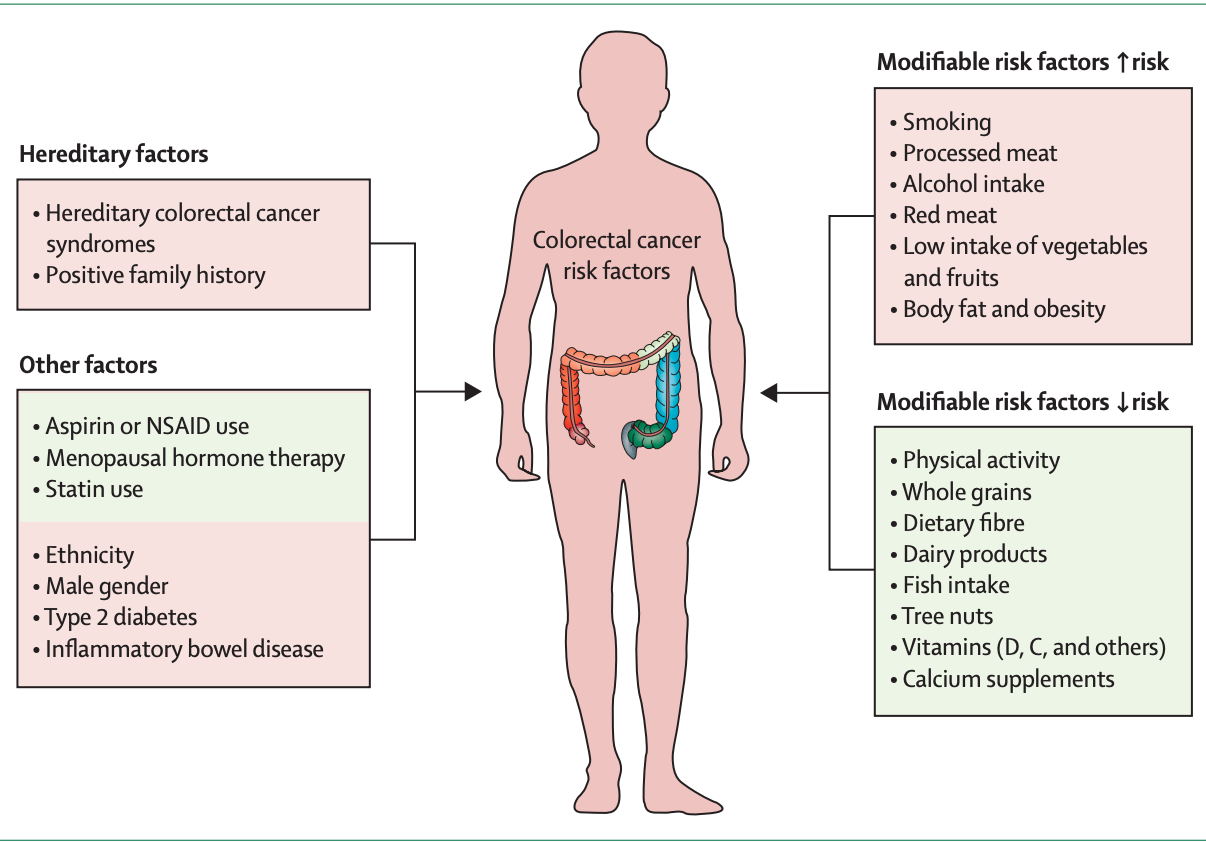 Hereditary factors
• Hereditary colorectal cancer
syndromes
• Positive family history
Other factors
• Aspirin or NSAID use
• Menopausal hormone therapy
• Statin use
• Ethnicity
• Male gender
• Type 2 diabetes
• Inflammatory bowel disease
Colorectal cancer
risk factors
Modifiable risk factors ↑risk
• Smoking
• Processed meat
• Alcohol intake
• Red meat
• Low intake of vegetables
and fruits
• Body fat and obesity
Modifiable risk factors ↓risk
• Physical activity
• Whole grains
• Dietary fibre
• Dairy products
• Fish intake
• Tree nuts
• Vitamins (D, C, and others)
• Calcium supplements